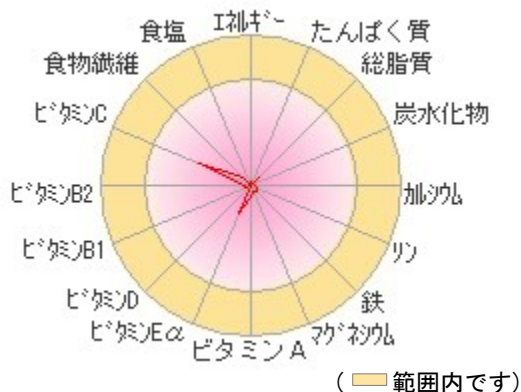 ｴﾈﾙｷﾞｰ
たんぱく質
総脂質
炭水化物
ｶﾙｼｳﾑ
ﾘﾝ
鉄
ﾏｸﾞﾈｼｳﾑ
ビタミンA
ﾋﾞﾀﾐﾝEα
ﾋﾞﾀﾐﾝD
ﾋﾞﾀﾐﾝB1
ﾋﾞﾀﾐﾝB2
ﾋﾞﾀﾐﾝC
食物繊維
食塩
( 範囲内です)